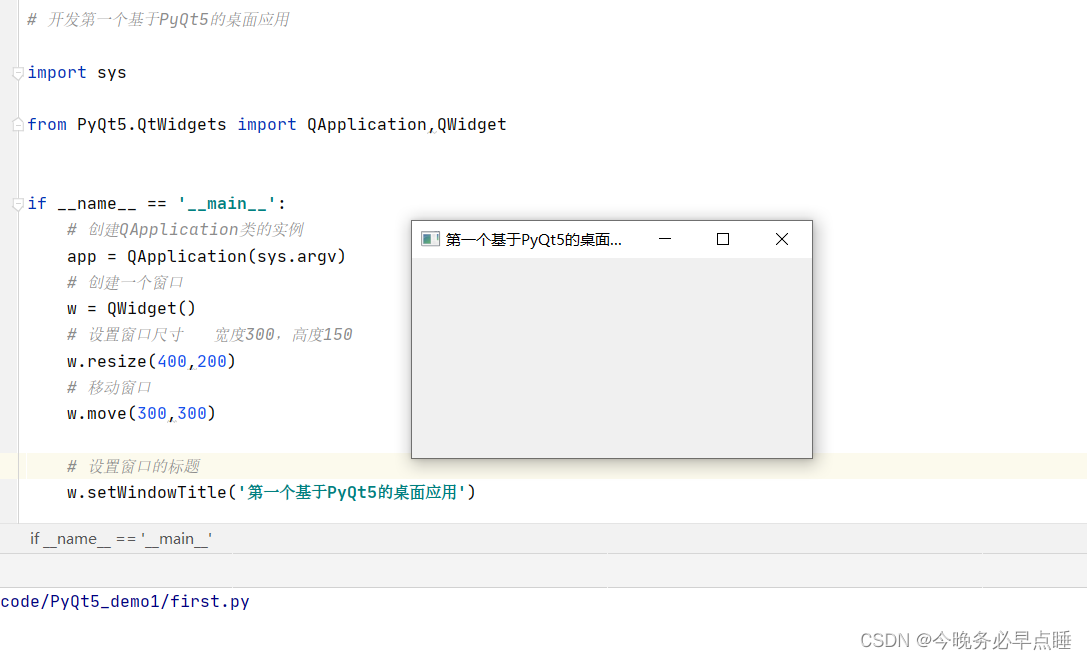 # 开发第一个基于PyQt5的桌面应用
import sys
from PyQt5.QtWidgets import QApplication,QWidget
if __name__ == '__main__':
# 创建QApplication类的实例
app = QApplication(sys.argv)
# 创建一个窗口
w = QWidget()
# 设置窗口尺寸   宽度300，高度150
w.resize(400,200)
# 移动窗口
w.move(300,300)
# 设置窗口的标题
w.setWindowTitle('第一个基于PyQt5的桌面应用')
第一个基于PyQt5的桌面...
if __name__ == '__main__'
code/PyQt5_demo1/first.py
CSDN @今晚务必早点睡